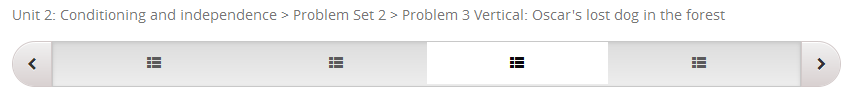 Unit 2: Conditioning and independence > Problem Set 2 > Problem 3 Vertical: Oscar's lost dog in the forest